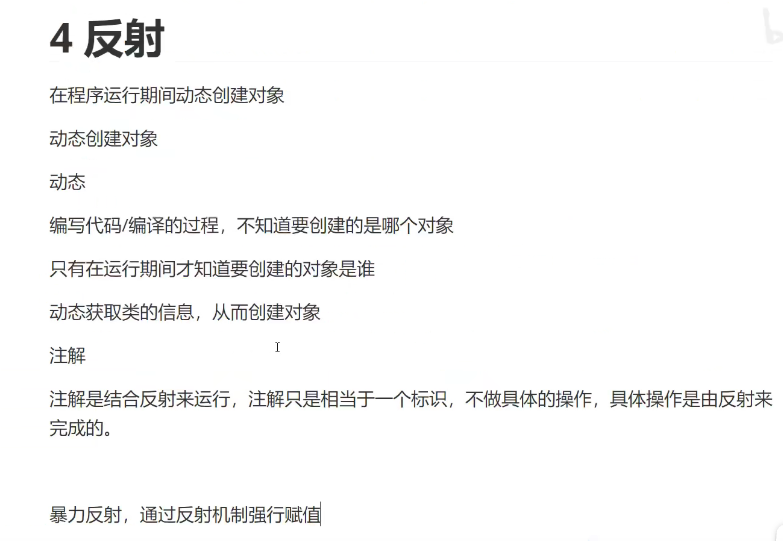 4 反射
在程序运行期间动态创建对象
动态创建对象
动态
编写代码/编译的过程，不知道要创建的是哪个对象
只有在运行期间才知道要创建的对象是谁
动态获取类的信息，从而创建对象
注解
注解是结合反射来运行，注解只是相当于一个标识，不做具体的操作，具体操作是由反射来
完成的。
暴力反射，通过反射机制强行赋值